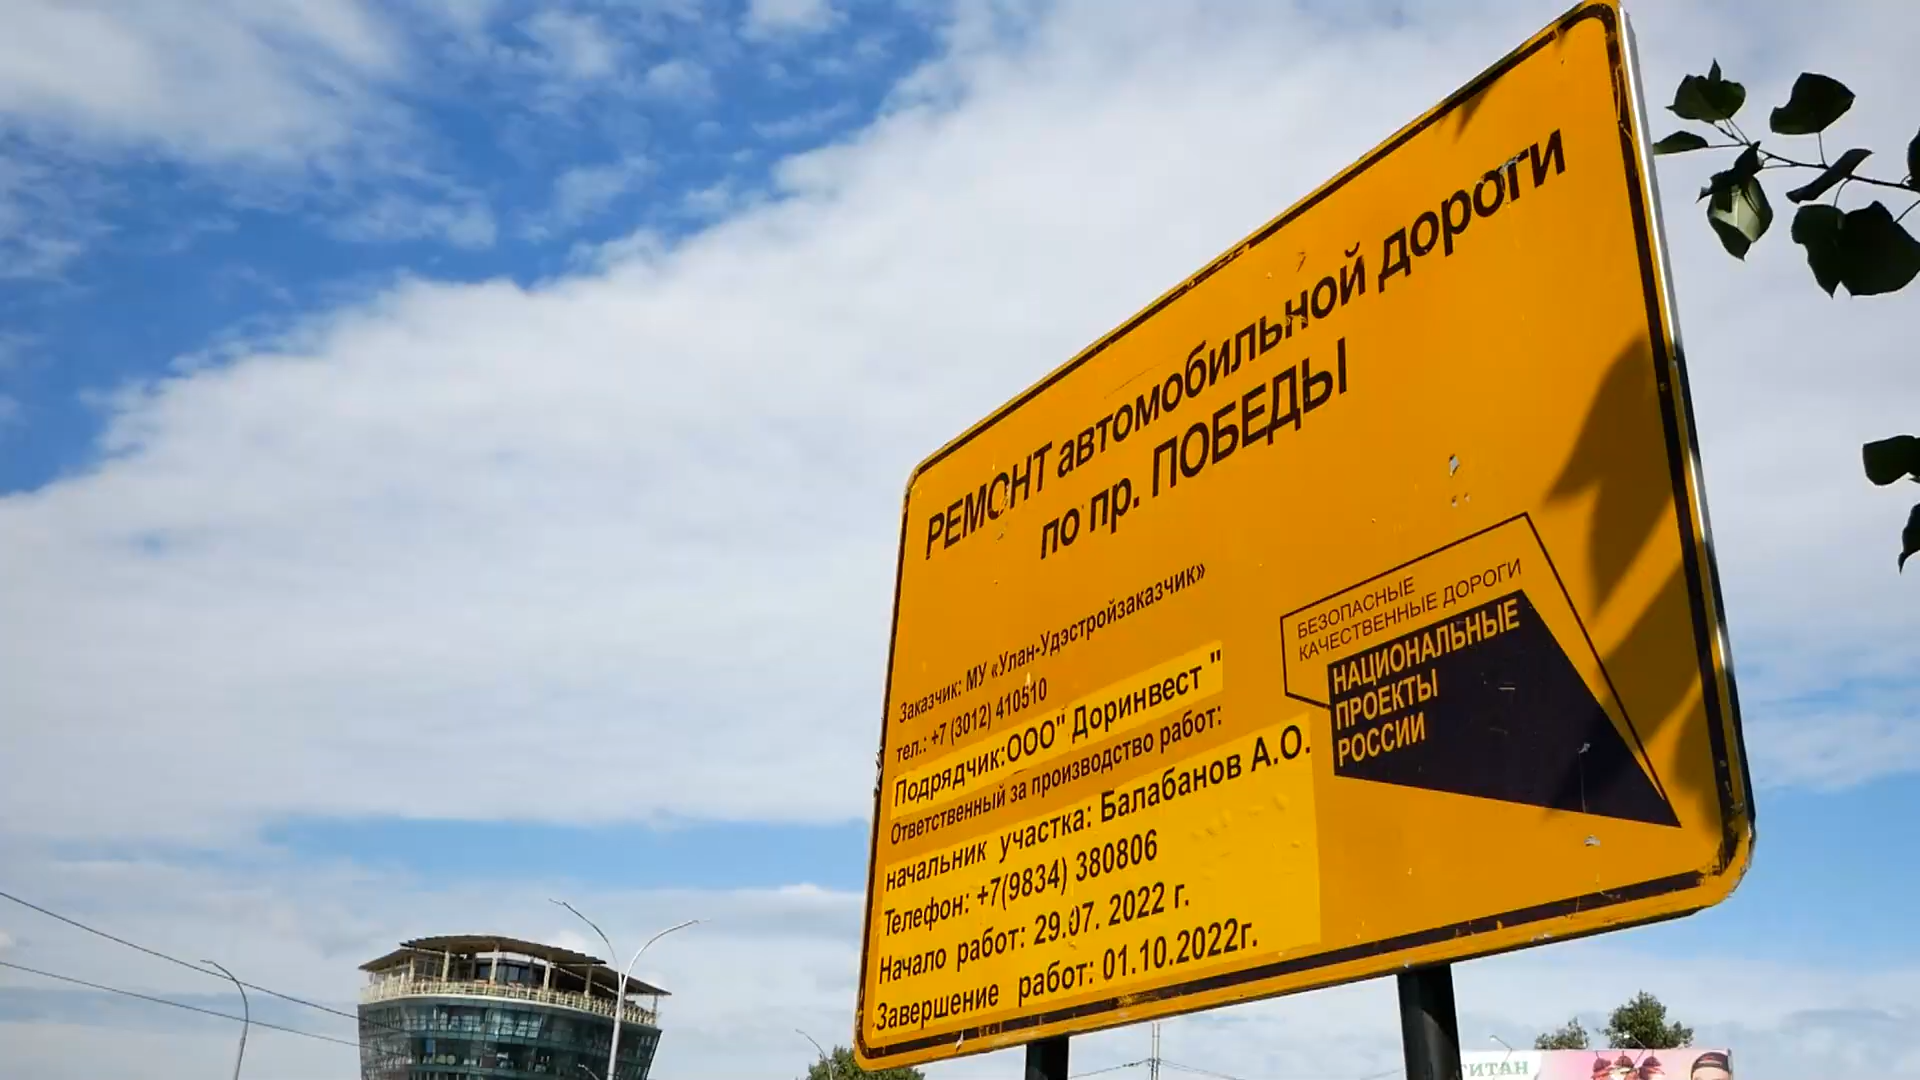 РЕМОНТ автомобильной дороги
по пр. ПОБЕДЫ
Заказчик: МУ «Улан-Удэстройзаказчик»
тел.: +7 (3012) 410510
Подрядчик:ООО" Доринвест "
Ответственный за производство работ:
начальник участка: Балабанов А.О.
Телефон: +7(9834) 380806
Начало работ: 29.07. 2022 г.
Завершение работ: 01.10.2022г.
БЕЗОПАСНЫЕ
КАЧЕСТВЕННЫЕ ДОРОГИ
НАЦИОНАЛЬНЫЕ
ПРОЕКТЫ
РОССИИ